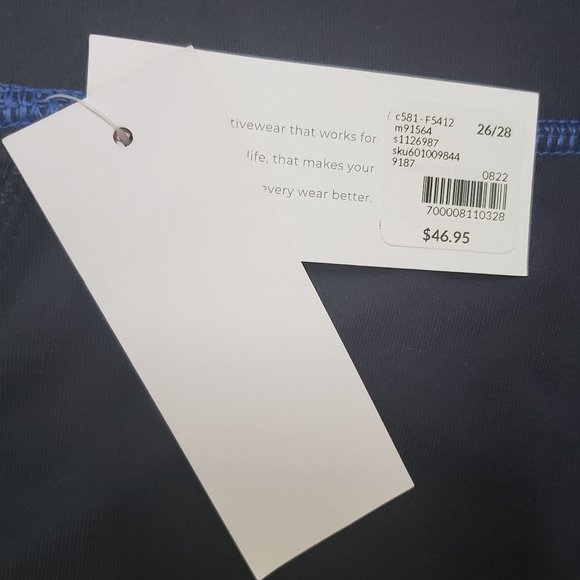 tivewear that works for
life, that makes your
every wear better.
c581 - F5412
m91564
26/28
s1126987
sku601009844
9187
0822
700008110328
$46.95